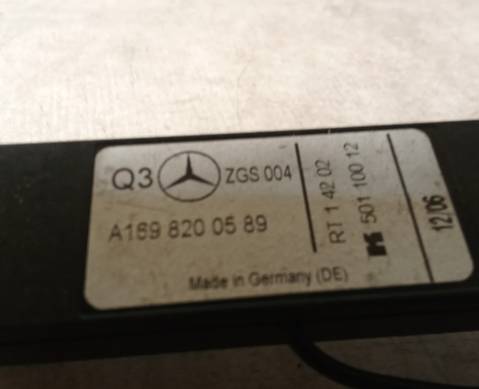 Q3 ZGS 004
A169 820 05 89
Made in Germany (DE)
RT 1 42 02
501 100 12
12/06